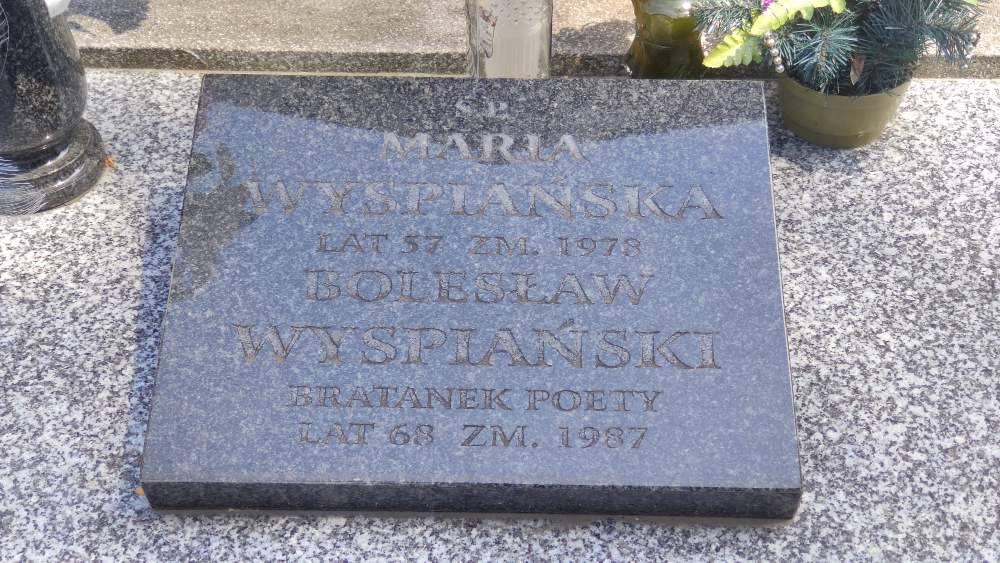 Ś.P.
MARIA
WYSPIAŃSKA
LAT 57 ZM. 1978
BOLESŁAW
WYSPIAŃSKI
BRATANEK POETY
LAT 68 ZM. 1987